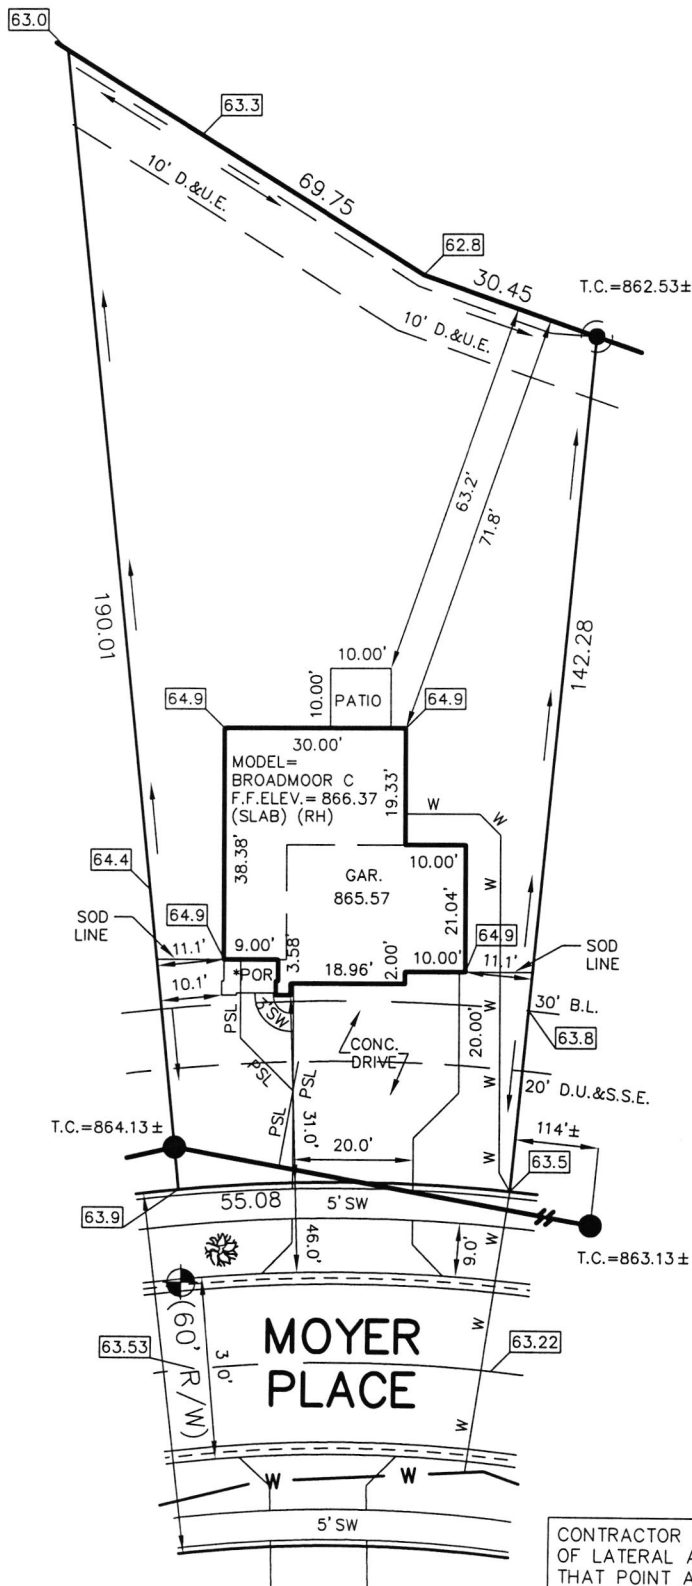 63.0
63.3
10' D.&U.E.
69.75
62.8
30.45
T.C.=862.53±
10' D.&U.E.
63.2'
71.8'
190.01
142.28
10.00'
10.00'
PATIO
64.9
64.9
30.00'
MODEL=
BROADMOOR C
F.F.ELEV.= 866.37
(SLAB) (RH)
19.33'
W
W
38.38'
10.00'
GAR.
865.57
W
64.4
21.04'
64.9
SOD
LINE
W
64.9
11.1'
9.00'
3.58'
18.96'
2.00'
10.00'
11.1'
SOD
LINE
*POR
10.1'
3'SW
PSL
W
30' B.L.
63.8
CONC.
DRIVE
20.00'
PSL
PSL
W
20' D.U.&S.S.E.
T.C.=864.13±
PSL
31.0'
20.0'
W
114'±
63.5
55.08
5' SW
63.9
46.0'
9.0'
W
T.C.=863.13±
(60' R/W)
63.53
MOYER
PLACE
63.22
W
W
W
W
5' SW
CONTRACTOR
OF LATERAL A
THAT POINT A